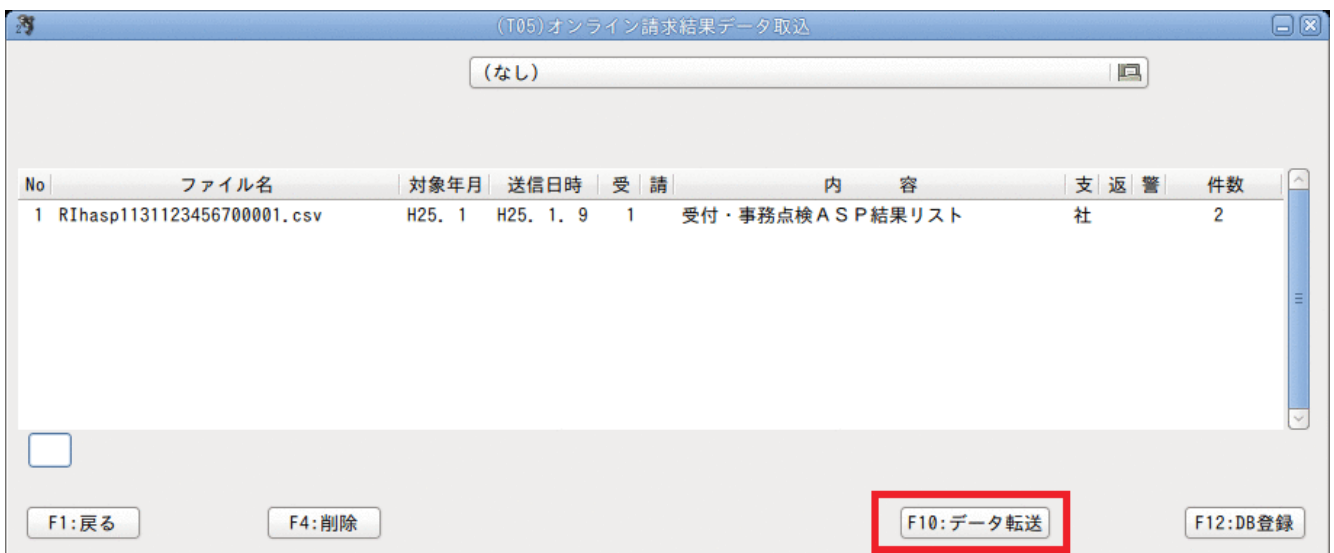 (T05)オンライン請求結果データ取込
(なし)
No ファイル名 対象年月 送信日時 受 請 内 容 支 返 警 件数
1 RIhasp1131123456700001.csv H25. 1 H25. 1. 9 1 受付・事務点検ＡＳＰ結果リスト 社 2
F1:戻る F4:削除 F10:データ転送 F12:DB登録